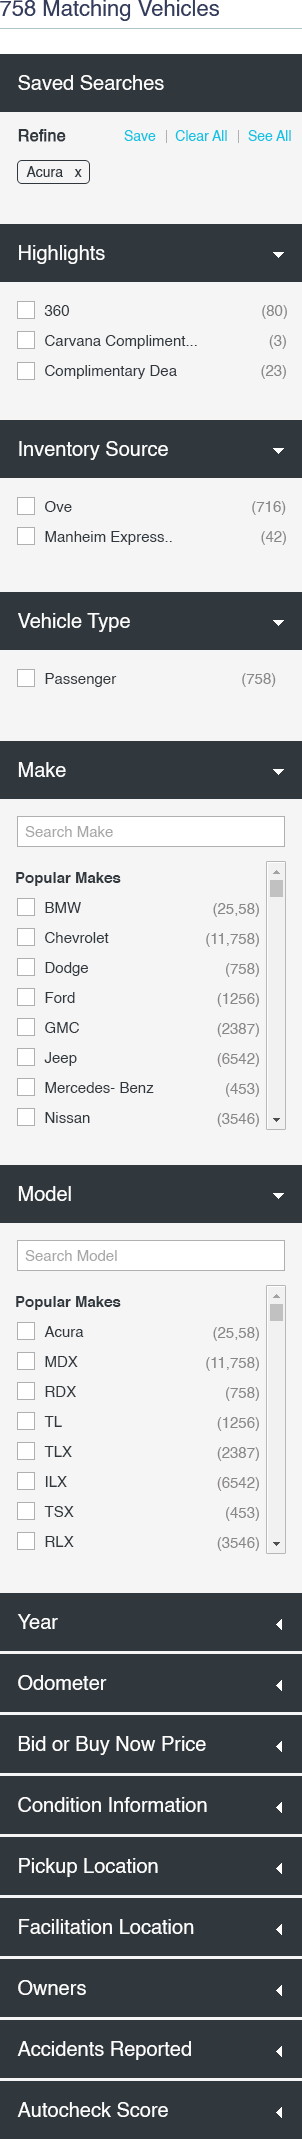 758 Matching Vehicles
Saved Searches
Refine Save | Clear All | See All
Acura x
Highlights
360 (80)
Carvana Compliment... (3)
Complimentary Dea (23)
Inventory Source
Ove (716)
Manheim Express.. (42)
Vehicle Type
Passenger (758)
Make
Search Make
Popular Makes
BMW (25,58)
Chevrolet (11,758)
Dodge (758)
Ford (1256)
GMC (2387)
Jeep (6542)
Mercedes- Benz (453)
Nissan (3546)
Model
Search Model
Popular Makes
Acura (25,58)
MDX (11,758)
RDX (758)
TL (1256)
TLX (2387)
ILX (6542)
TSX (453)
RLX (3546)
Year
Odometer
Bid or Buy Now Price
Condition Information
Pickup Location
Facilitation Location
Owners
Accidents Reported
Autocheck Score